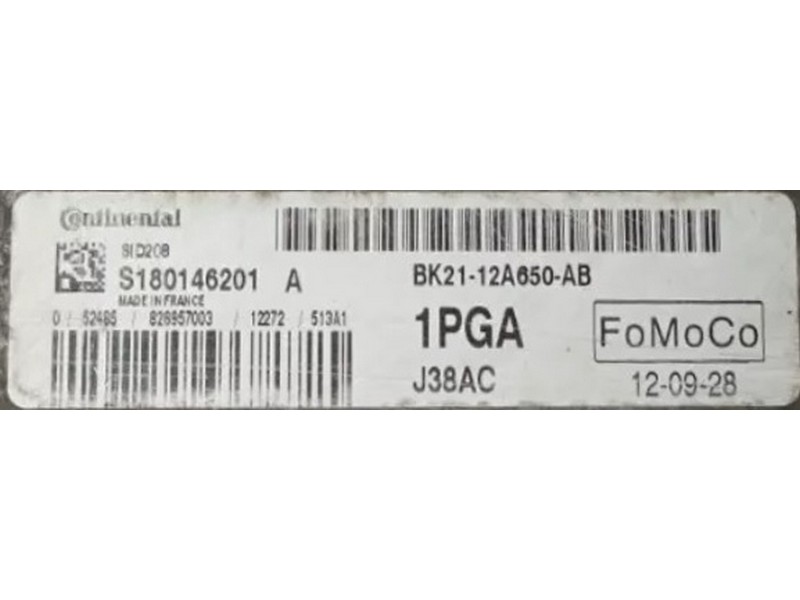 Continental
SID208
S180146201 A
MADE IN FRANCE
0 / 52485 / 826957003 / 12272 / 513A1
BK21-12A650-AB
1PGA
FoMoCo
J38AC
12-09-28